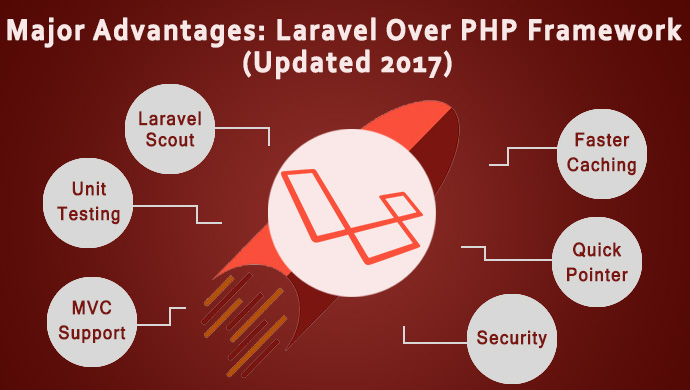 Major Advantages: Laravel Over PHP Framework
(Updated 2017)
Laravel
Scout
Unit
Testing
MVC
Support
Faster
Caching
Quick
Pointer
Security